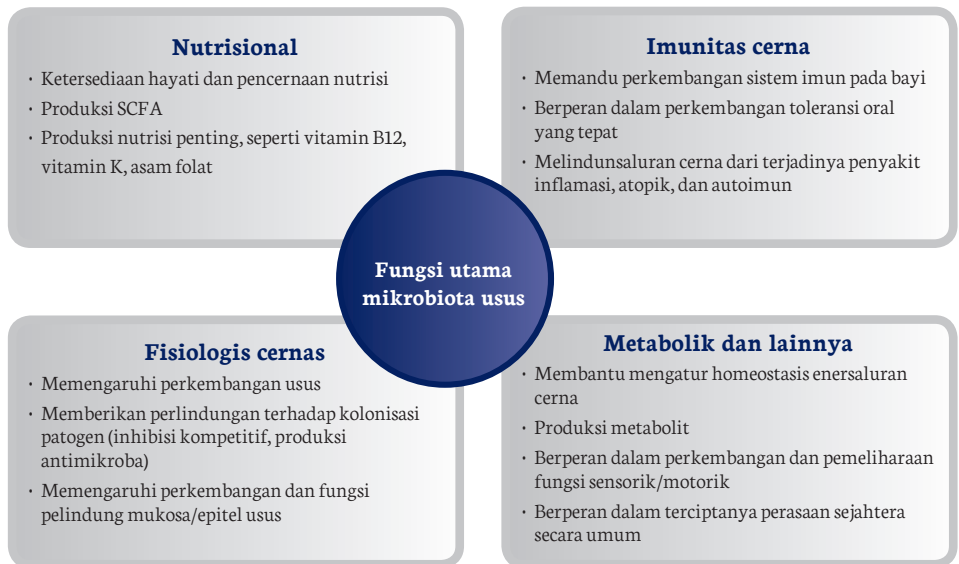 Nutrisional
· Ketersediaan hayati dan pencernaan nutrisi
· Produksi SCFA
· Produksi nutrisi penting, seperti vitamin B12,
vitamin K, asam folat
Imunitas cerna
· Memandu perkembangan sistem imun pada bayi
· Berperan dalam perkembangan toleransi oral
yang tepat
· Melindunsaluran cerna dari terjadinya penyakit
inflamasi, atopik, dan autoimun
Fungsi utama
mikrobiota usus
Fisiologis cernas
· Memengaruhi perkembangan usus
· Memberikan perlindungan terhadap kolonisasi
patogen (inhibisi kompetitif, produksi
antimikroba)
· Memengaruhi perkembangan dan fungsi
pelindung mukosa/epitel usus
Metabolik dan lainnya
· Membantu mengatur homeostasis enersaluran
cerna
· Produksi metabolit
· Berperan dalam perkembangan dan pemeliharaan
fungsi sensorik/motorik
· Berperan dalam terciptanya perasaan sejahtera
secara umum